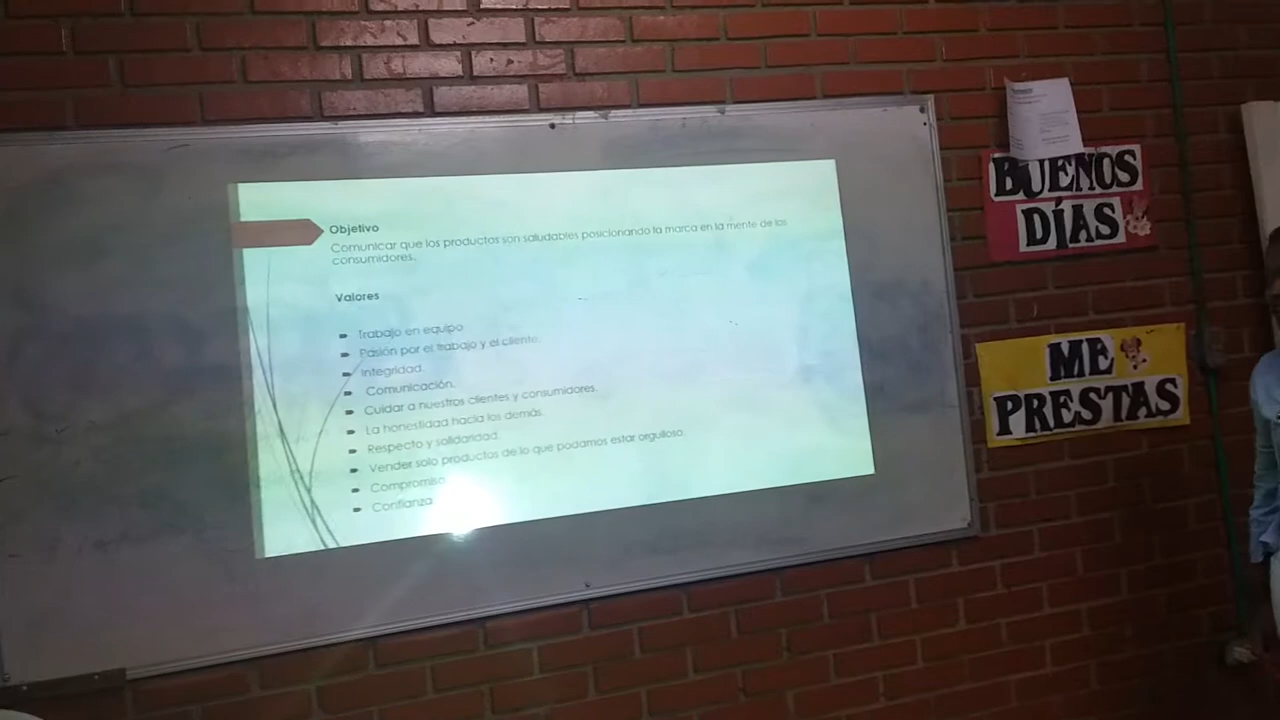 Objetivo
Comunicar que los productos son saludables posicionando la marca en la mente de los
consumidores.
Valores
Trabajo en equipo
Pasión por el trabajo y el cliente.
Integridad
Comunicación.
Cuidar a nuestros clientes y consumidores.
La honestidad hacia los demás.
Respecto y solidaridad.
Vender solo productos de lo que podamos estar orgulloso.
Compromiso
Confianza
BUENOS
DÍAS
ME
PRESTAS